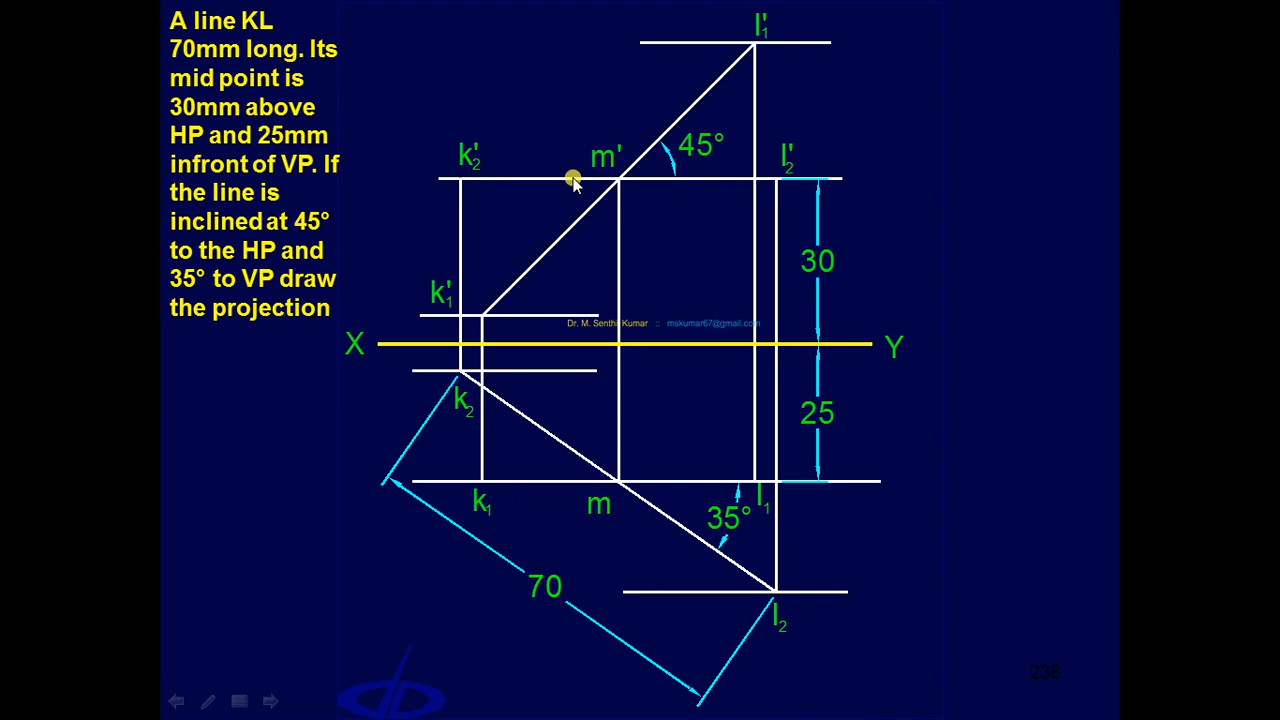 A line KL
70mm long. Its
mid point is
30mm above
HP and 25mm
infront of VP. If
the line is
inclined at 45°
to the HP and
35° to VP draw
the projection
l'1
k'2
m'
45°
l'2
30
k'1
Dr. M. Senthil Kumar :: mskumar67@gmail.com
X
Y
k2
25
k1
m
l1
35°
70
l2
238